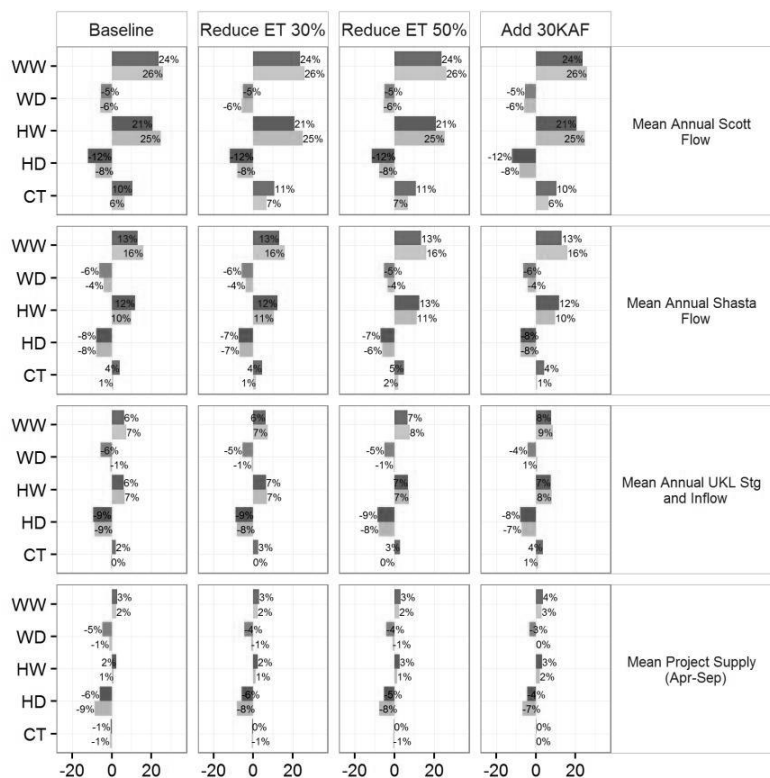 Baseline Reduce ET 30% Reduce ET 50% Add 30KAF
WW 24% 24% 24% 24%
26% 26% 26% 26%
WD -5% -5% -5% -5%
-6% -6% -6% -6%
HW 21% 21% 21% 21%
25% 25% 25% 25%
HD -12% -12% -12% -12%
-8% -8% -8% -8%
CT 10% 11% 11% 10%
6% 7% 7% 6%
Mean Annual Scott
Flow
WW 13% 13% 13% 13%
16% 16% 16% 16%
WD -6% -6% -5% -6%
-4% -4% -4% -4%
HW 12% 12% 13% 12%
10% 11% 11% 10%
HD -8% -7% -7% -8%
-8% -7% -6% -8%
CT 4% 4% 5% 4%
1% 1% 2% 1%
Mean Annual Shasta
Flow
WW 6% 6% 7% 8%
7% 7% 8% 9%
WD -6% -5% -5% -4%
-1% -1% -1% 1%
HW 6% 7% 7% 7%
7% 7% 7% 8%
HD -9% -9% -9% -8%
-9% -8% -8% -7%
CT 2% 3% 3% 4%
0% 0% 0% 1%
Mean Annual UKL Stg
and Inflow
WW 3% 3% 3% 4%
2% 2% 2% 3%
WD -5% -4% -4% -3%
-1% -1% -1% 0%
HW 2% 2% 3% 3%
1% 1% 1% 2%
HD -6% -6% -5% -4%
-9% -8% -8% -7%
CT -1% 0% 0% 0%
-1% -1% -1% 0%
Mean Project Supply
(Apr-Sep)
-20 0 20 -20 0 20 -20 0 20 -20 0 20